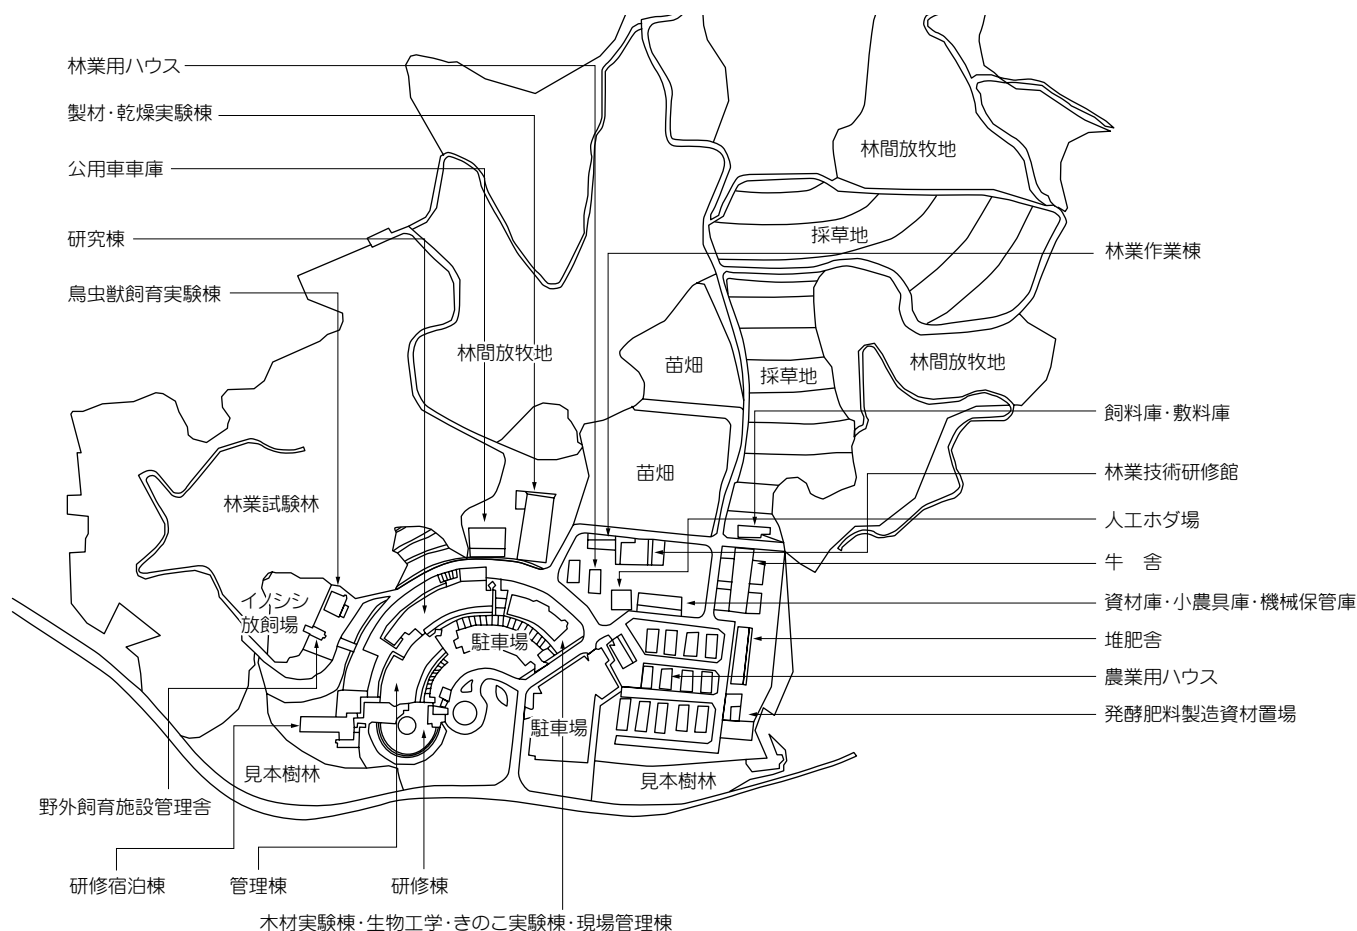 林業用ハウス
製材・乾燥実験棟
公用車車庫
研究棟
鳥虫獣飼育実験棟
林間放牧地
採草地
林業作業棟
林間放牧地
苗畑
採草地
林間放牧地
飼料庫・敷料庫
苗畑
林業技術研修館
林業試験林
人工ホダ場
牛　舎
イノシシ
放飼場
資材庫・小農具庫・機械保管庫
駐車場
堆肥舎
農業用ハウス
駐車場
発酵肥料製造資材置場
見本樹林
見本樹林
野外飼育施設管理舎
研修宿泊棟
管理棟
研修棟
木材実験棟・生物工学・きのこ実験棟・現場管理棟